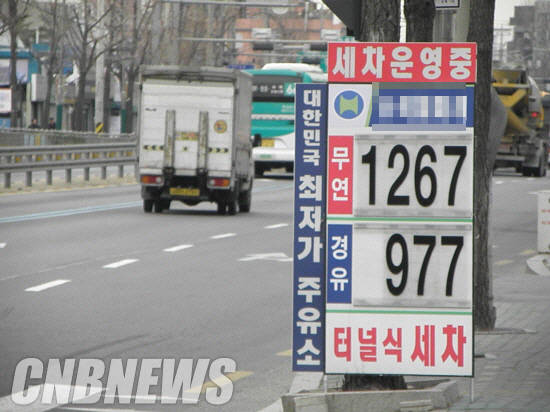 세차운영중
대한민국 최저가 주유소
무연
1267
경유
977
터널식 세차
CNBNEWS